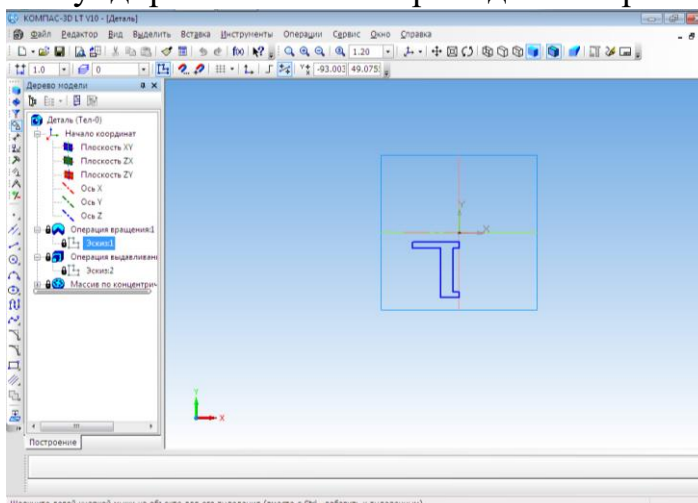 КОМПАС-3D LT V10 - [Деталь]
Файл Редактор Вид Выделить Вставка Инструменты Операции Сервис Окно Справка
1.20
1.0 0 -93.003 49.075
Дерево модели
Деталь (Тел-0)
Начало координат
Плоскость XY
Плоскость ZX
Плоскость ZY
Ось X
Ось Y
Ось Z
Операция вращения:1
Эскиз:1
Операция выдавливани
Эскиз:2
Массив по концентрич
Y
X
Y
X
Построение